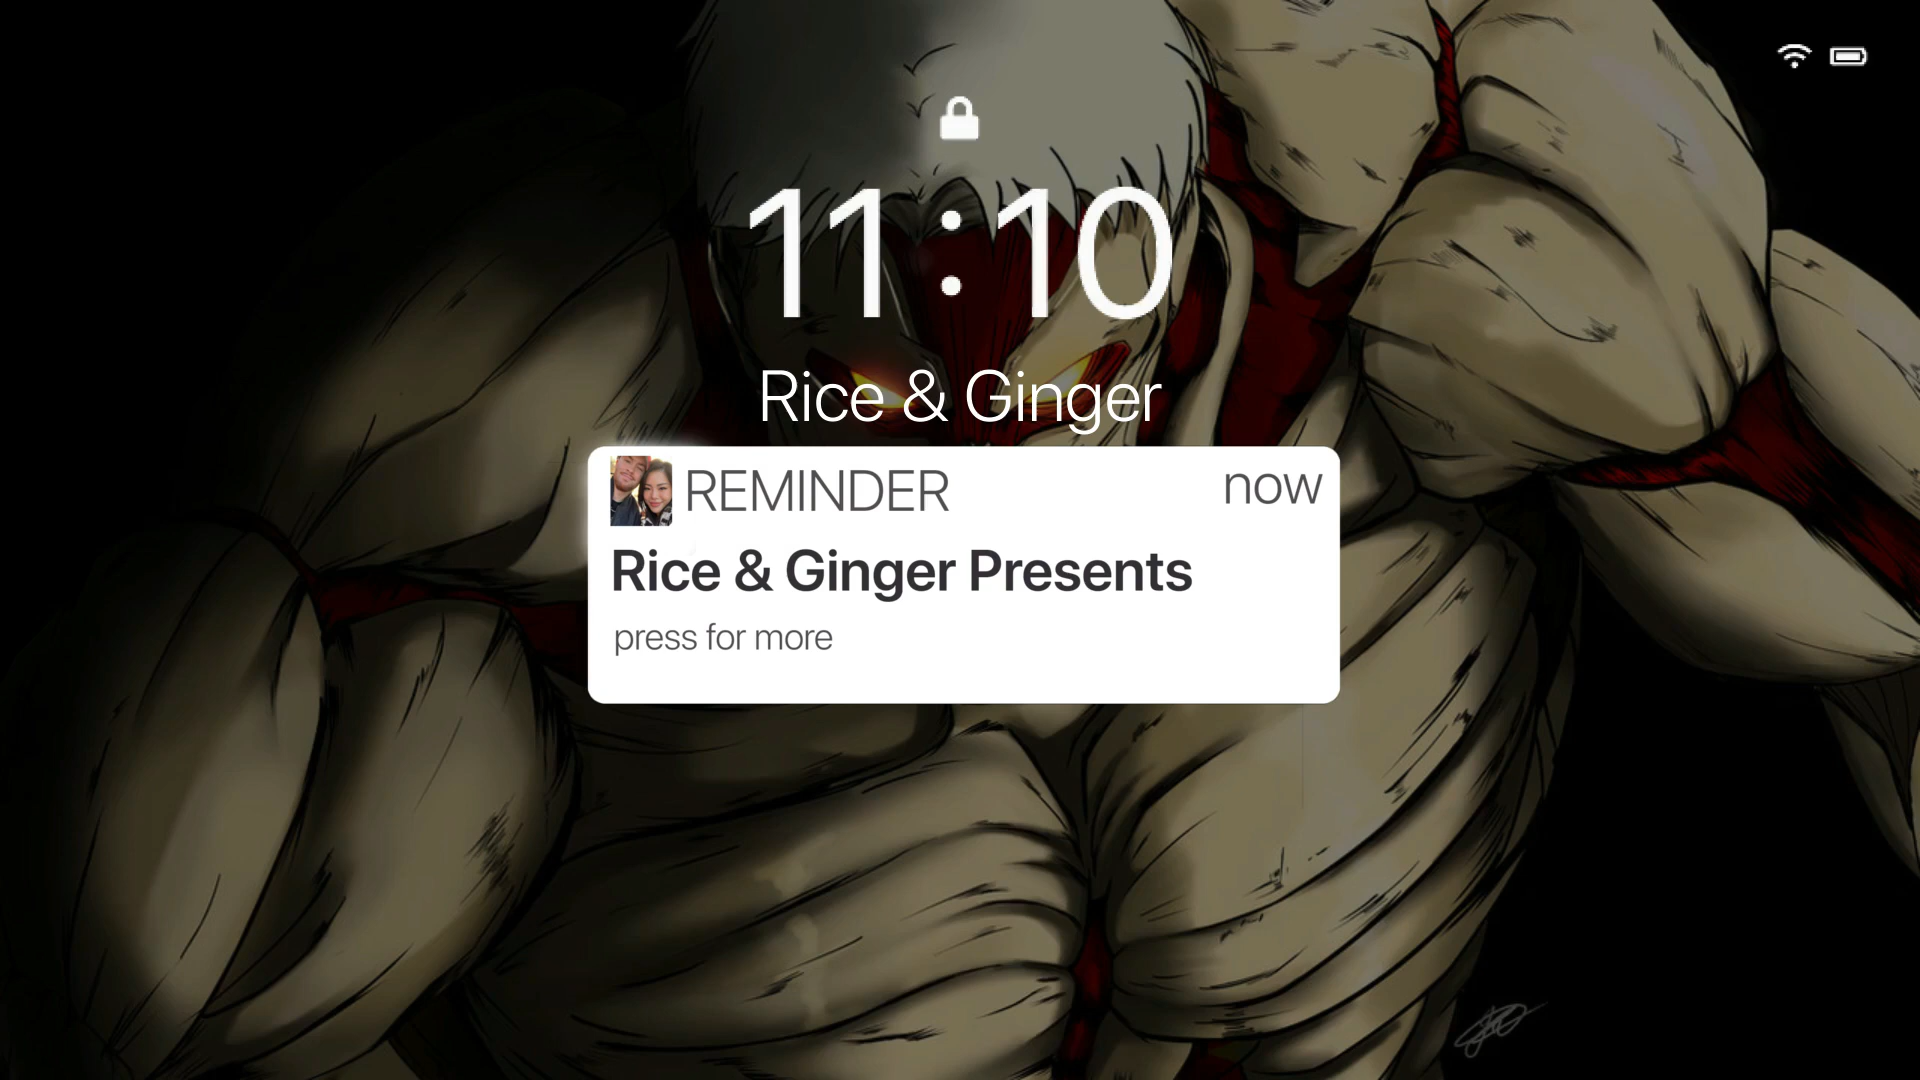 11:10
Rice & Ginger
REMINDER now
Rice & Ginger Presents
press for more